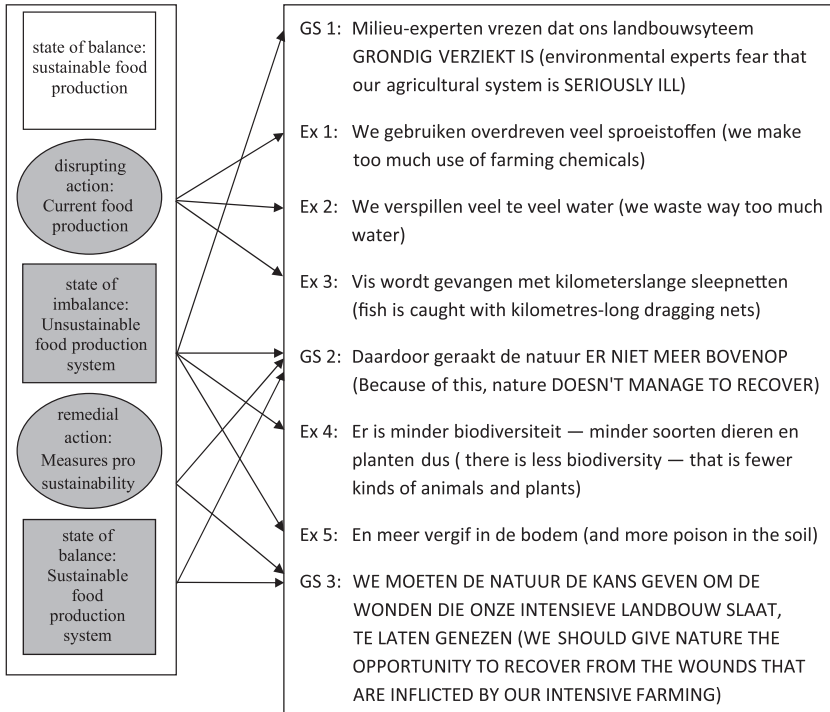 state of balance:
sustainable food
production
disrupting
action:
Current food
production
state of
imbalance:
Unsustainable
food production
system
remedial
action:
Measures pro
sustainability
state of
balance:
Sustainable
food
production
system
GS 1: Milieu-experten vrezen dat ons landbouwsyteem
GRONDIG VERZIEKT IS (environmental experts fear that
our agricultural system is SERIOUSLY ILL)
Ex 1: We gebruiken overdreven veel sproeistoffen (we make
too much use of farming chemicals)
Ex 2: We verspillen veel te veel water (we waste way too much
water)
Ex 3: Vis wordt gevangen met kilometerslange sleepnetten
(fish is caught with kilometres-long dragging nets)
GS 2: Daardoor geraakt de natuur ER NIET MEER BOVENOP
(Because of this, nature DOESN'T MANAGE TO RECOVER)
Ex 4: Er is minder biodiversiteit — minder soorten dieren en
planten dus ( there is less biodiversity — that is fewer
kinds of animals and plants)
Ex 5: En meer vergif in de bodem (and more poison in the soil)
GS 3: WE MOETEN DE NATUUR DE KANS GEVEN OM DE
WONDEN DIE ONZE INTENSIEVE LANDBOUW SLAAT,
TE LATEN GENEZEN (WE SHOULD GIVE NATURE THE
OPPORTUNITY TO RECOVER FROM THE WOUNDS THAT
ARE INFLICTED BY OUR INTENSIVE FARMING)